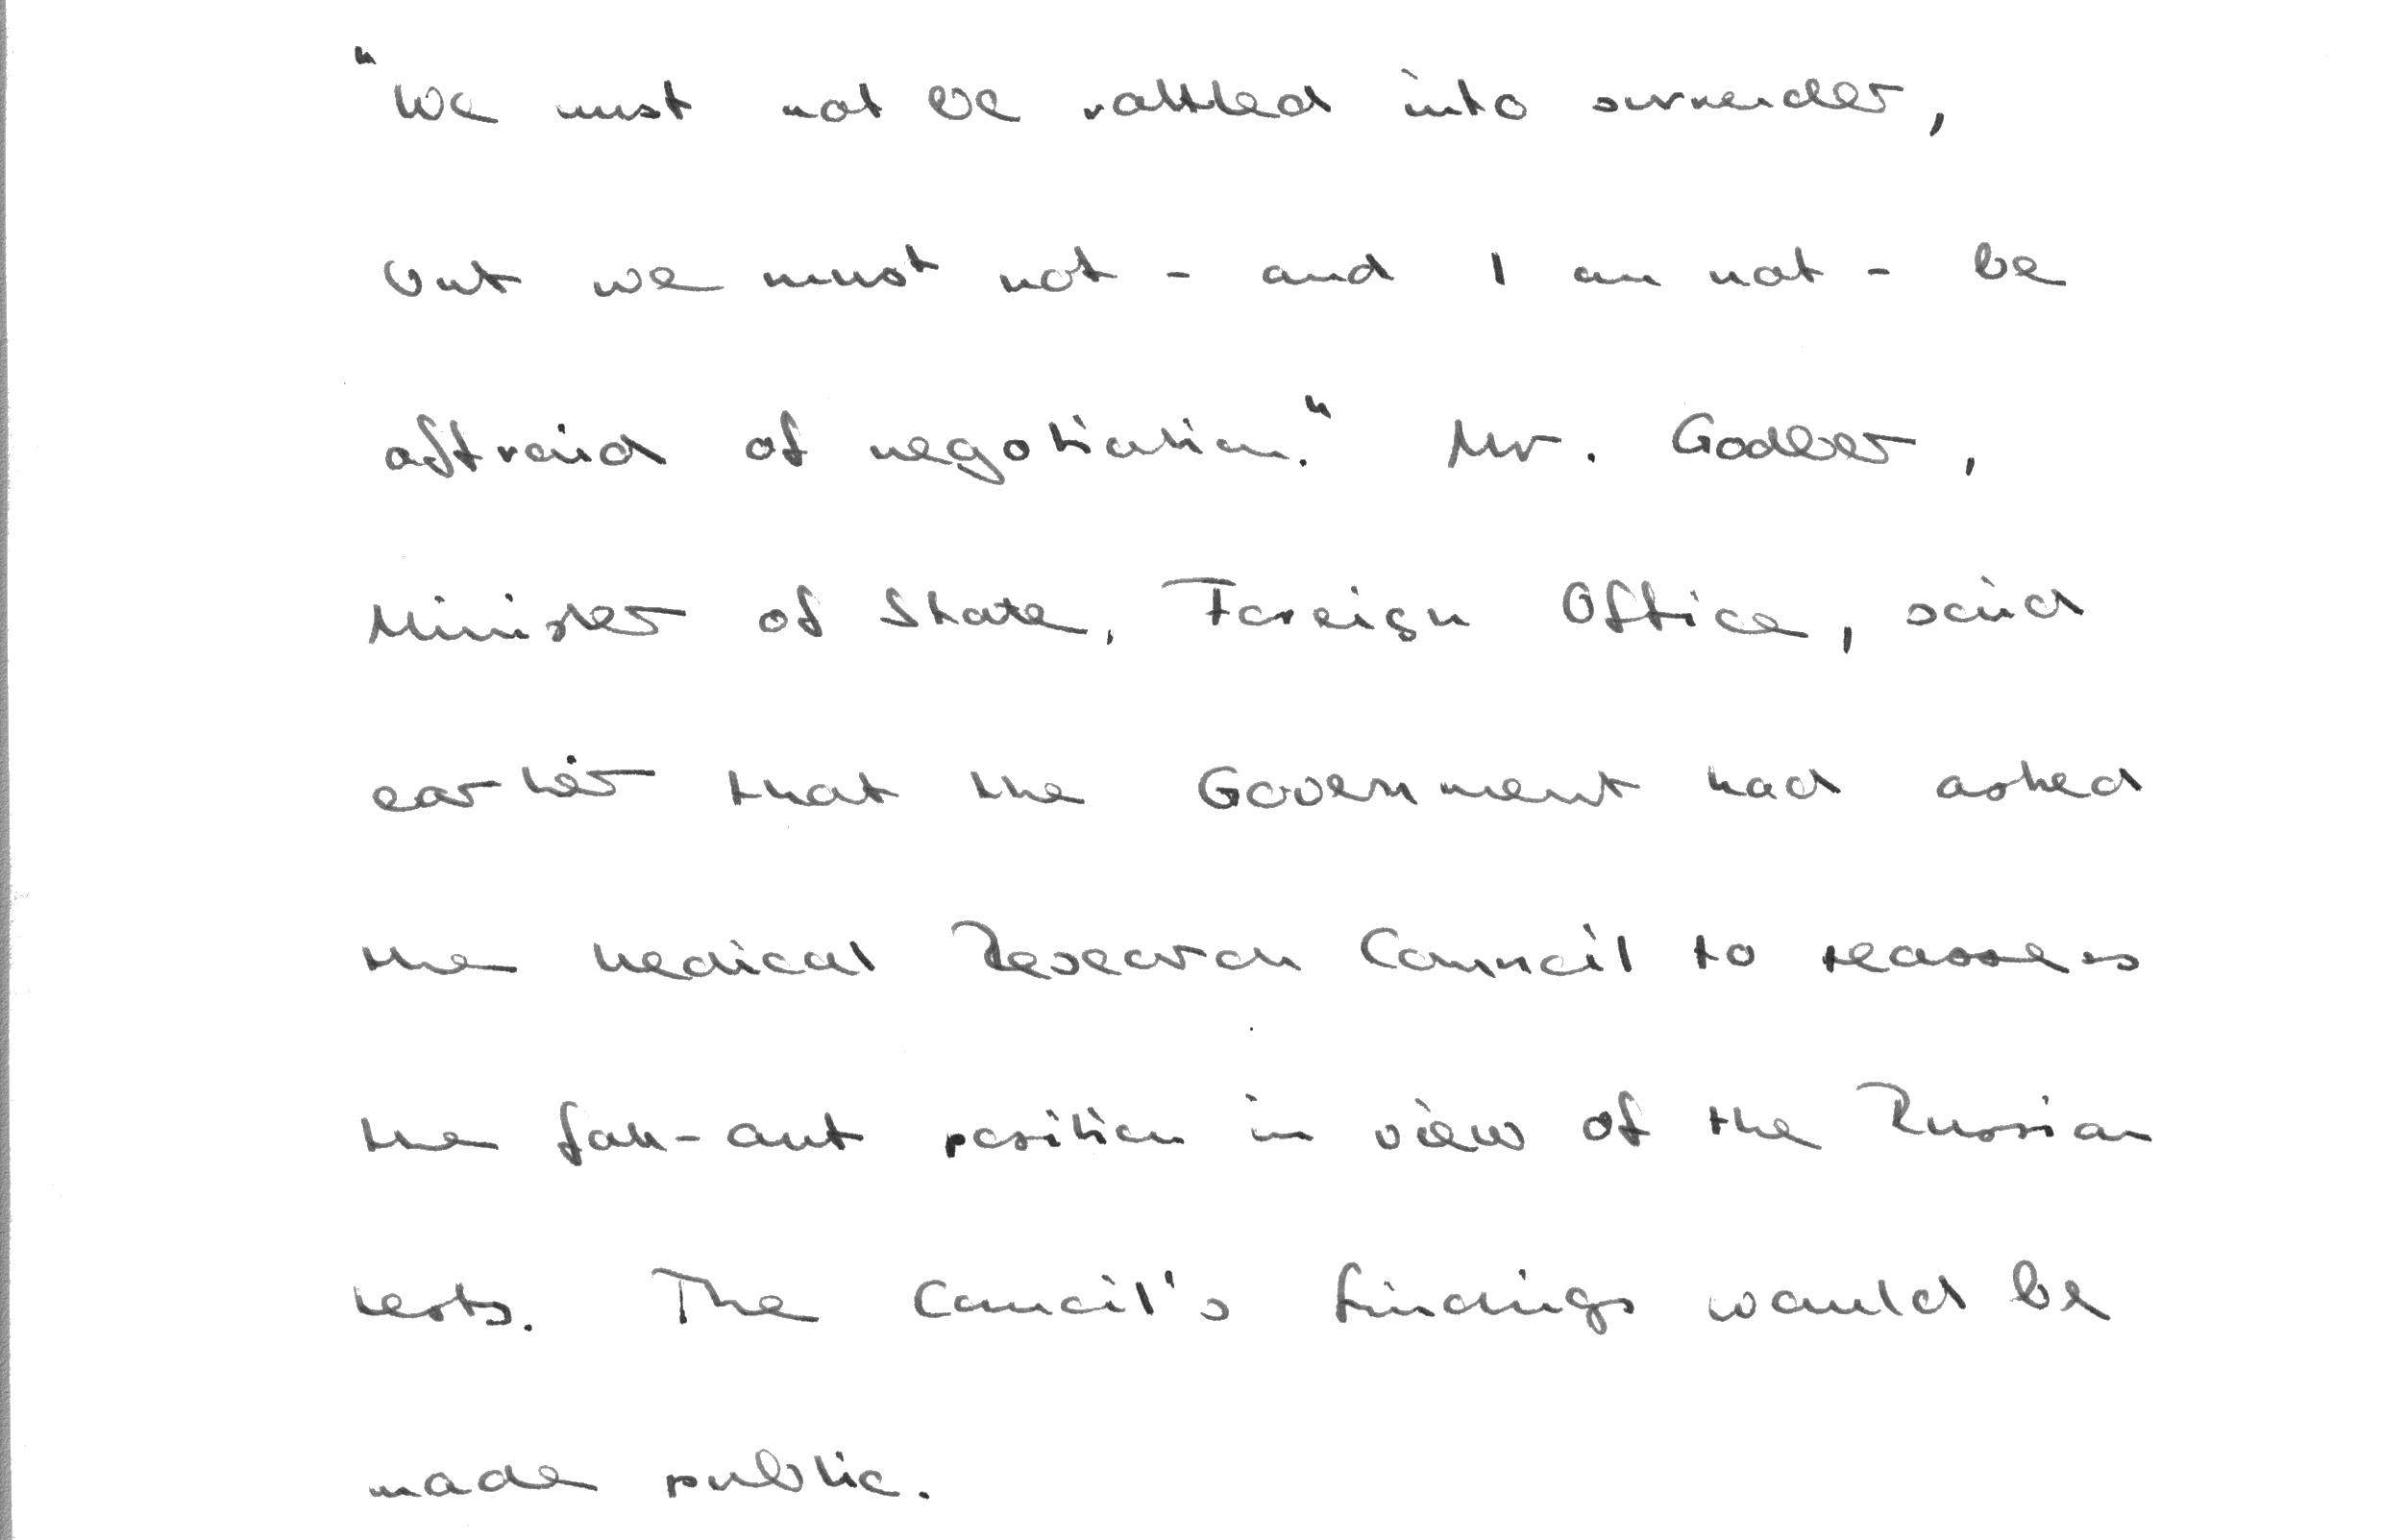 "We must not be rattled into surrender,
but we must not - and I am not - be
afraid of negotiation." Mr. Godber,
Minister of State, Foreign Office, said
earlier that the Government had asked
the Medical Research Council to reassess
the fall-out position in view of the Russian
tests. The Council's findings would be
made public.